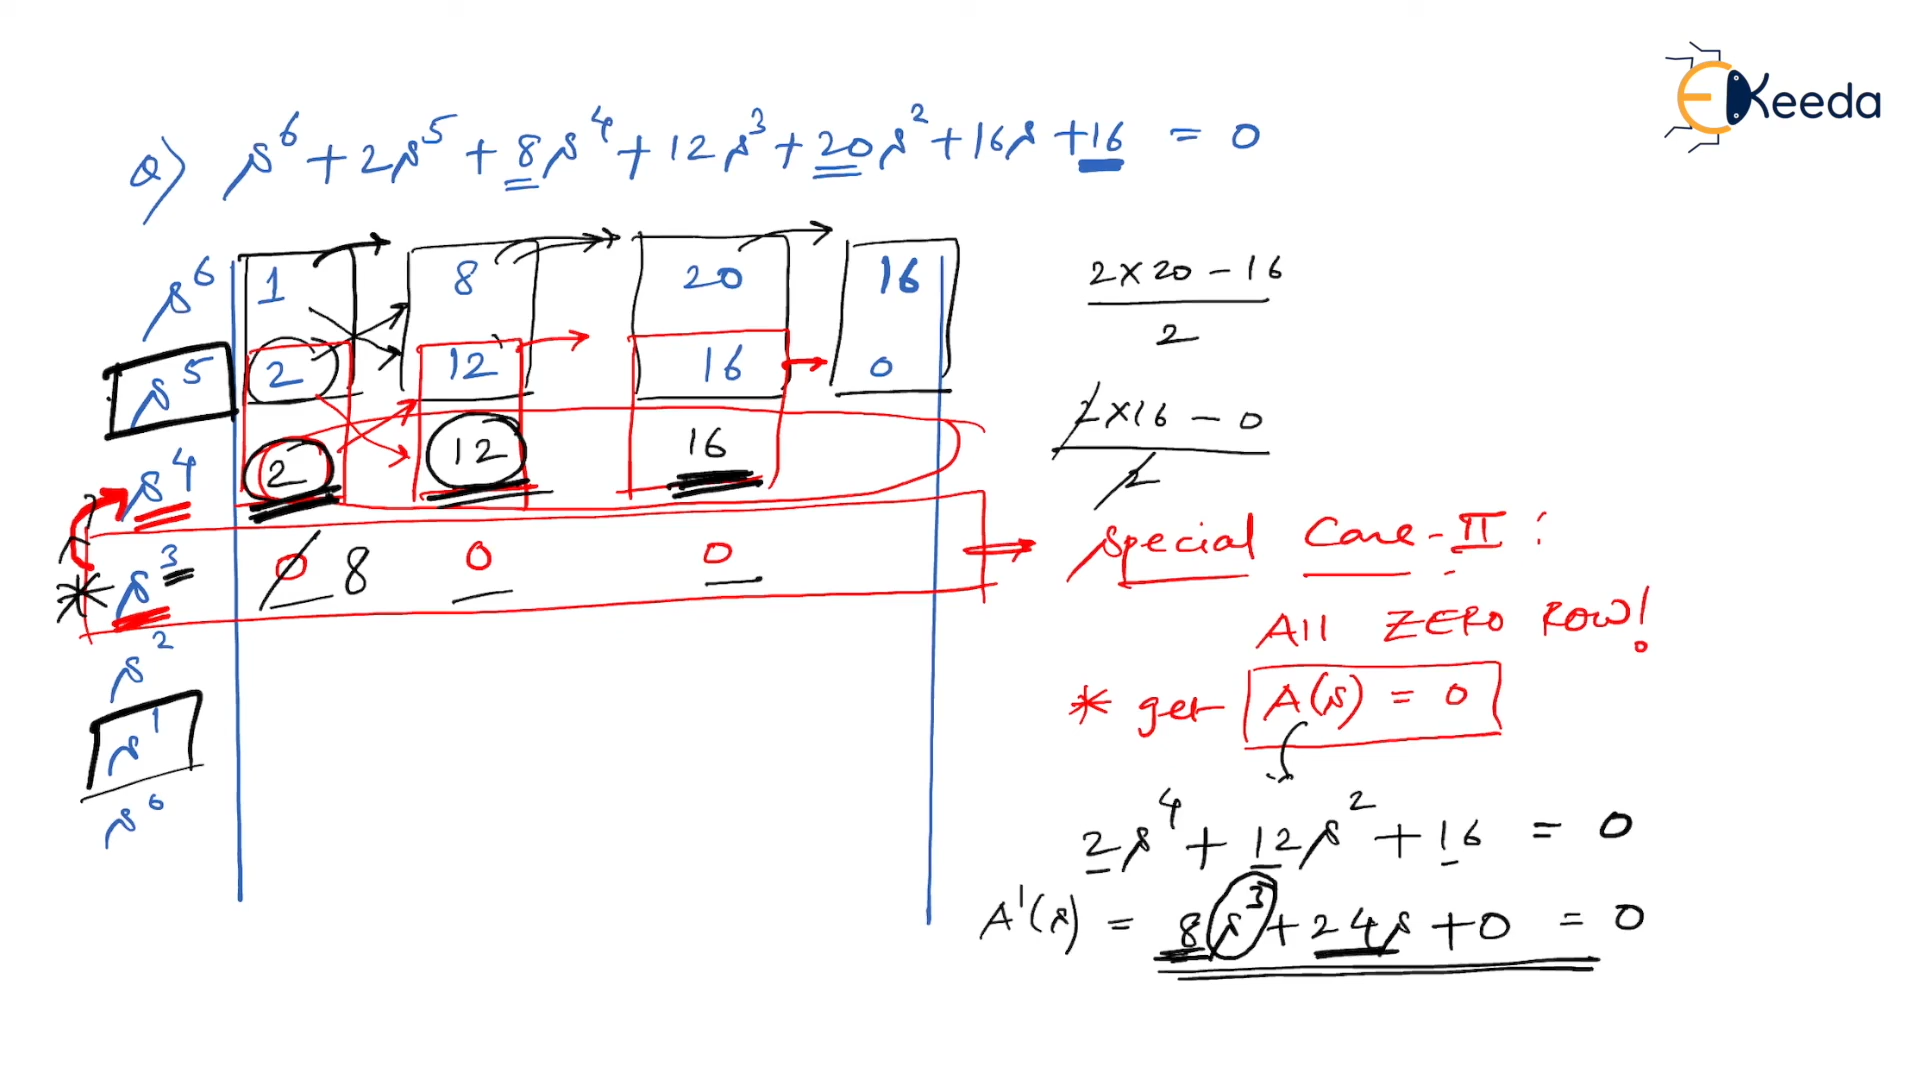 EKeeda
a) s⁶ + 2s⁵ + 8s⁴ + 12s³ + 20s² + 16s + 16 = 0
s⁶ 1 8 20 16
s⁵ 2 12 16 0
s⁴ 2 12 16
s³ 0 8 0 0
s²
s¹
s⁰
2 × 20 - 16
2
2 × 16 - 0
2
Special Case - II :
All ZERO ROW!
* get A(s) = 0
2s⁴ + 12s² + 16 = 0
A'(s) = 8s³ + 24s + 0 = 0